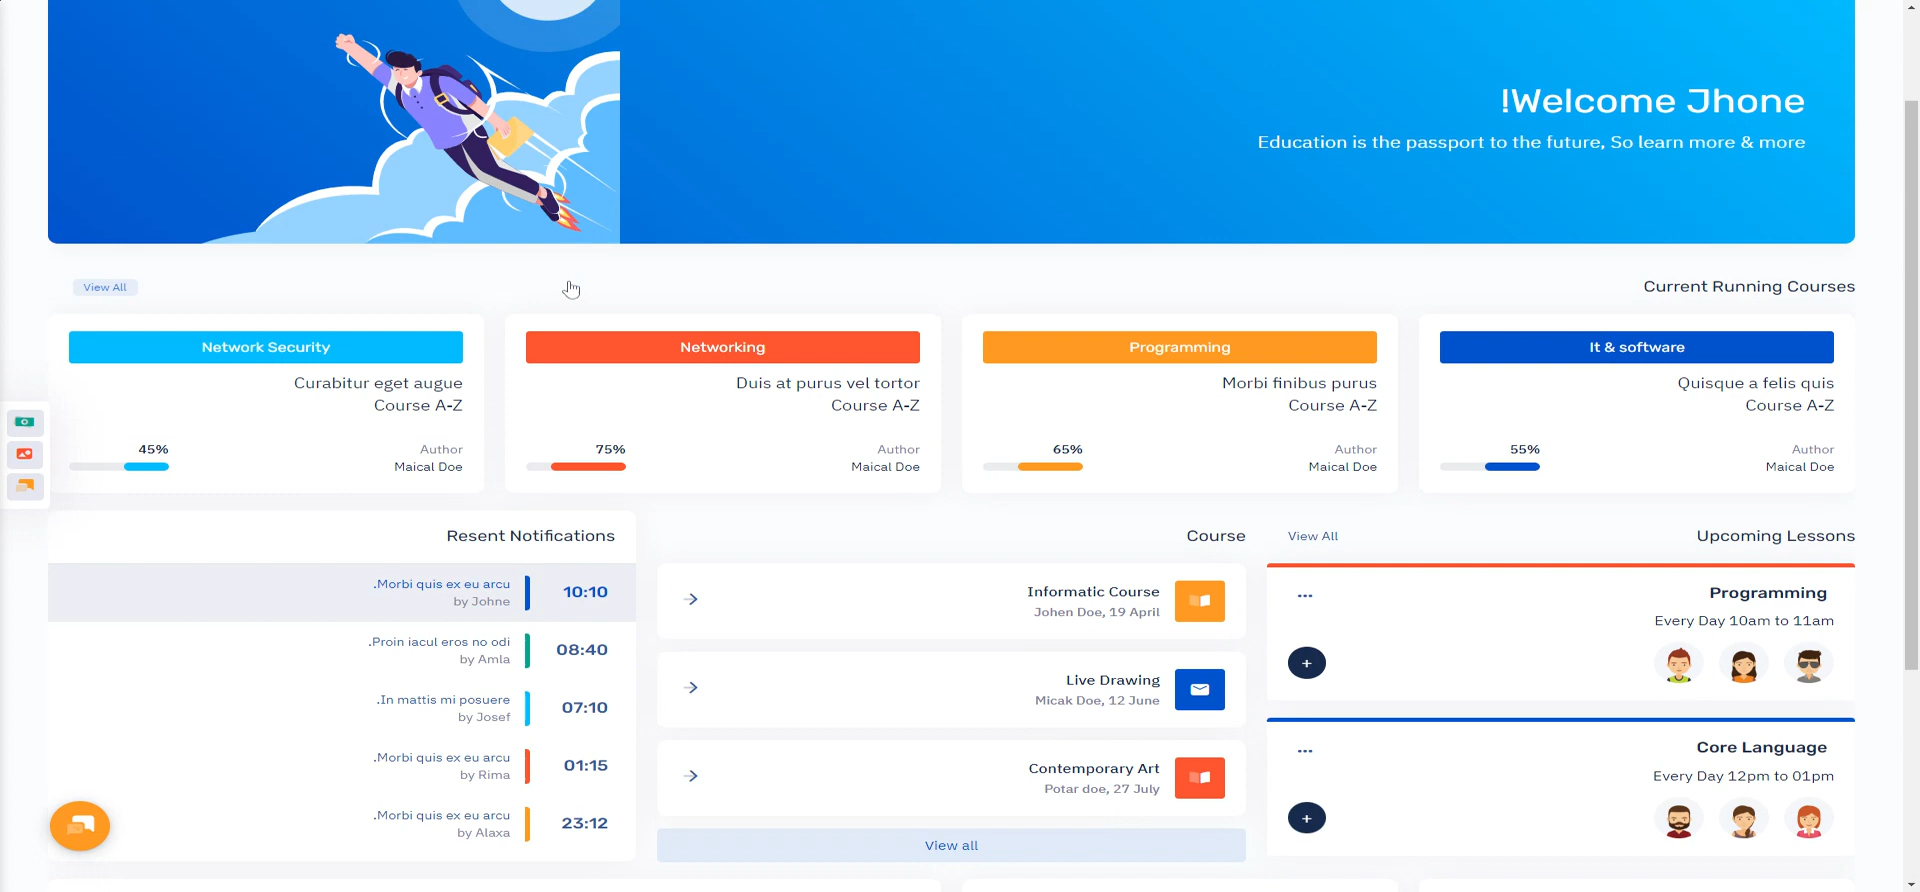 !Welcome Jhone
Education is the passport to the future, So learn more & more
View All
Current Running Courses
Network Security
Curabitur eget augue
Course A-Z
45%
Author
Maical Doe
Networking
Duis at purus vel tortor
Course A-Z
75%
Author
Maical Doe
Programming
Morbi finibus purus
Course A-Z
65%
Author
Maical Doe
It & software
Quisque a felis quis
Course A-Z
55%
Author
Maical Doe
Resent Notifications
.Morbi quis ex eu arcu
by Johne
10:10
.Proin iacul eros no odi
by Amla
08:40
.In mattis mi posuere
by Josef
07:10
.Morbi quis ex eu arcu
by Rima
01:15
.Morbi quis ex eu arcu
by Alaxa
23:12
Course
Informatic Course
Johen Doe, 19 April
Live Drawing
Micak Doe, 12 June
Contemporary Art
Potar doe, 27 July
View all
View All
Upcoming Lessons
Programming
Every Day 10am to 11am
Core Language
Every Day 12pm to 01pm